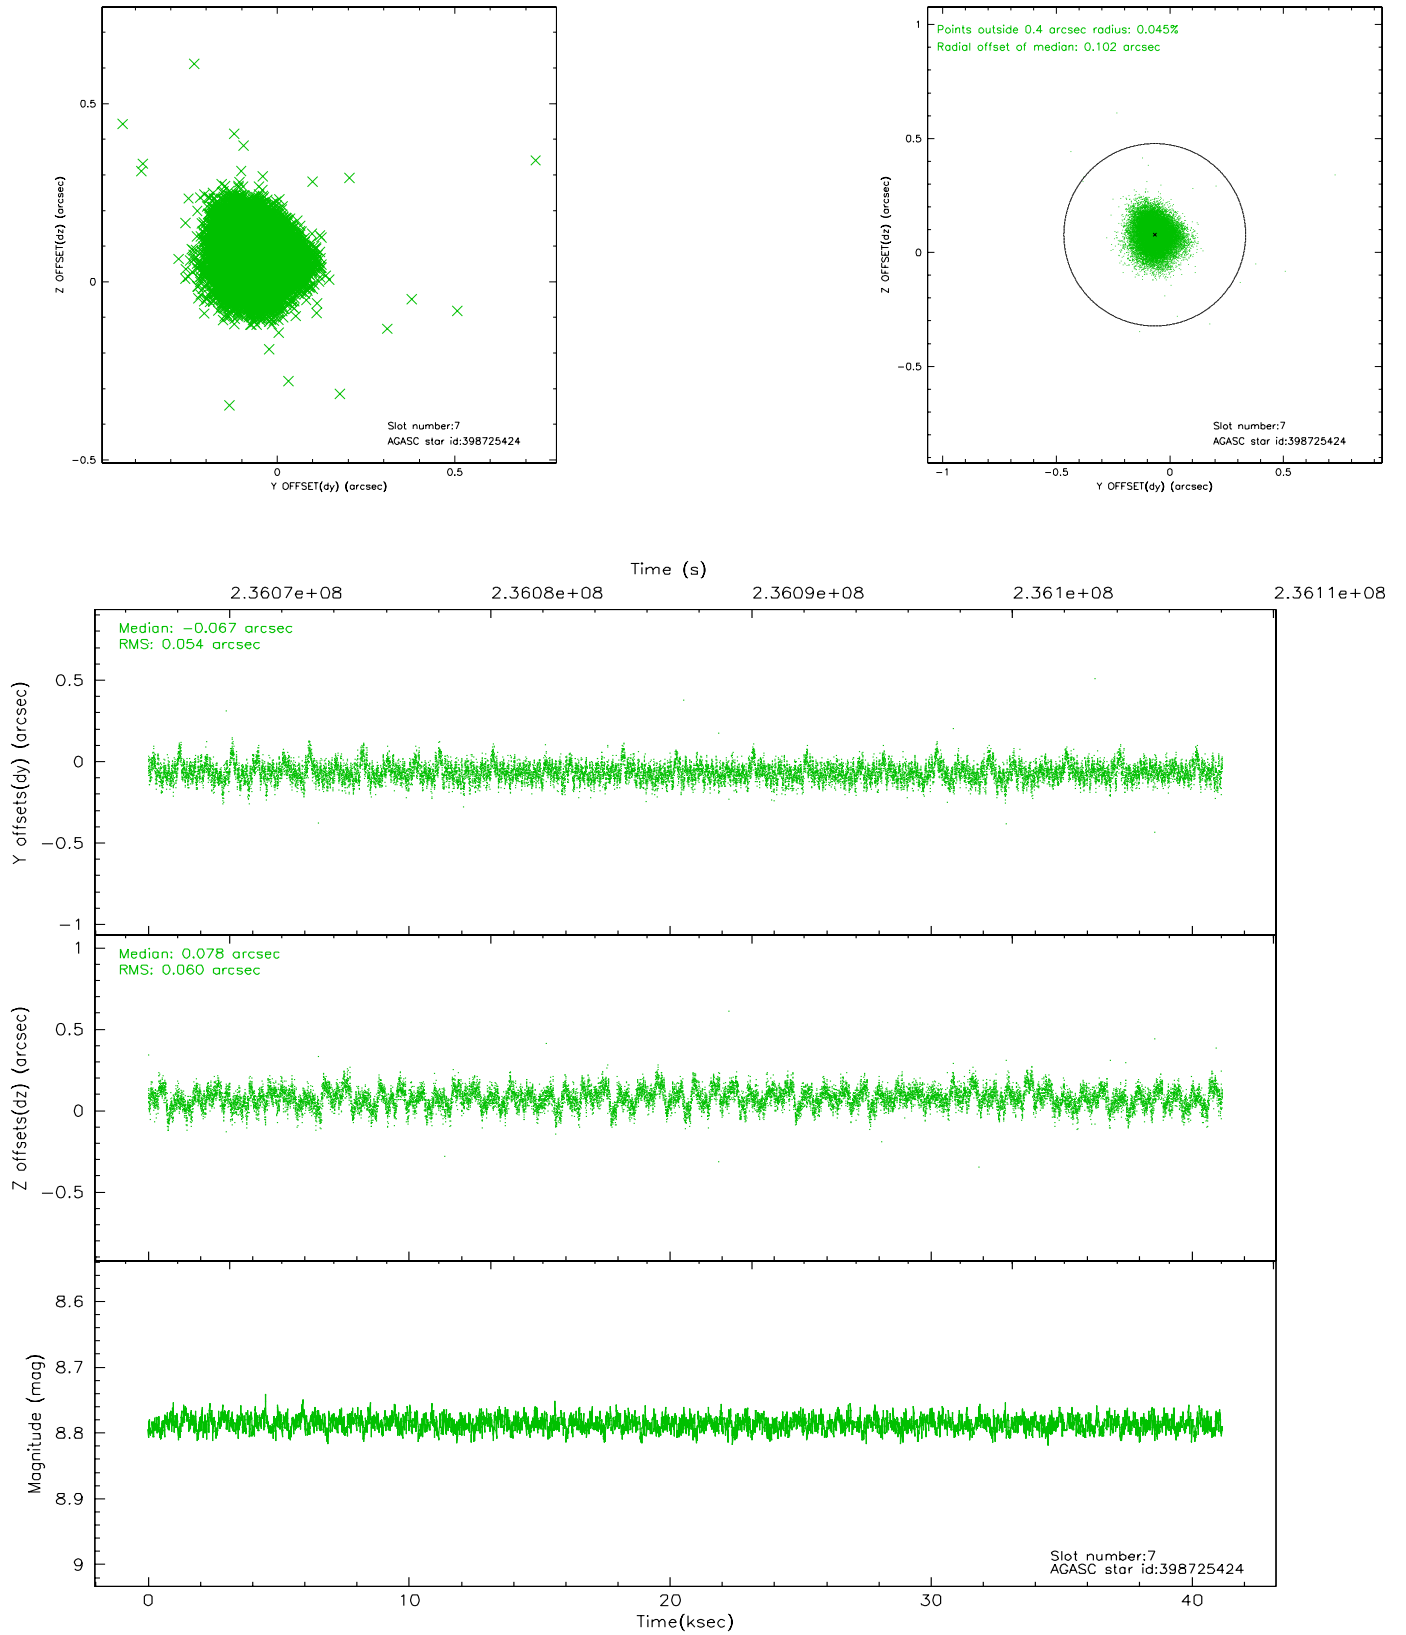 0.5
0
-0.5
Z OFFSET(dz) (arcsec)
0
0.5
Y OFFSET(dy) (arcsec)
Slot number:7
AGASC star id:398725424
Points outside 0.4 arcsec radius: 0.045%
Radial offset of median: 0.102 arcsec
1
0.5
0
-0.5
Z OFFSET(dz) (arcsec)
-1
-0.5
0
0.5
Y OFFSET(dy) (arcsec)
Slot number:7
AGASC star id:398725424
Time (s)
2.3607e+08
2.3608e+08
2.3609e+08
2.361e+08
2.3611e+08
Median: -0.067 arcsec
RMS: 0.054 arcsec
0.5
0
-0.5
-1
Y offsets(dy) (arcsec)
Median: 0.078 arcsec
RMS: 0.060 arcsec
1
0.5
0
-0.5
Z offsets(dz) (arcsec)
8.6
8.7
8.8
8.9
9
Magnitude (mag)
Slot number:7
AGASC star id:398725424
0
10
20
30
40
Time(ksec)